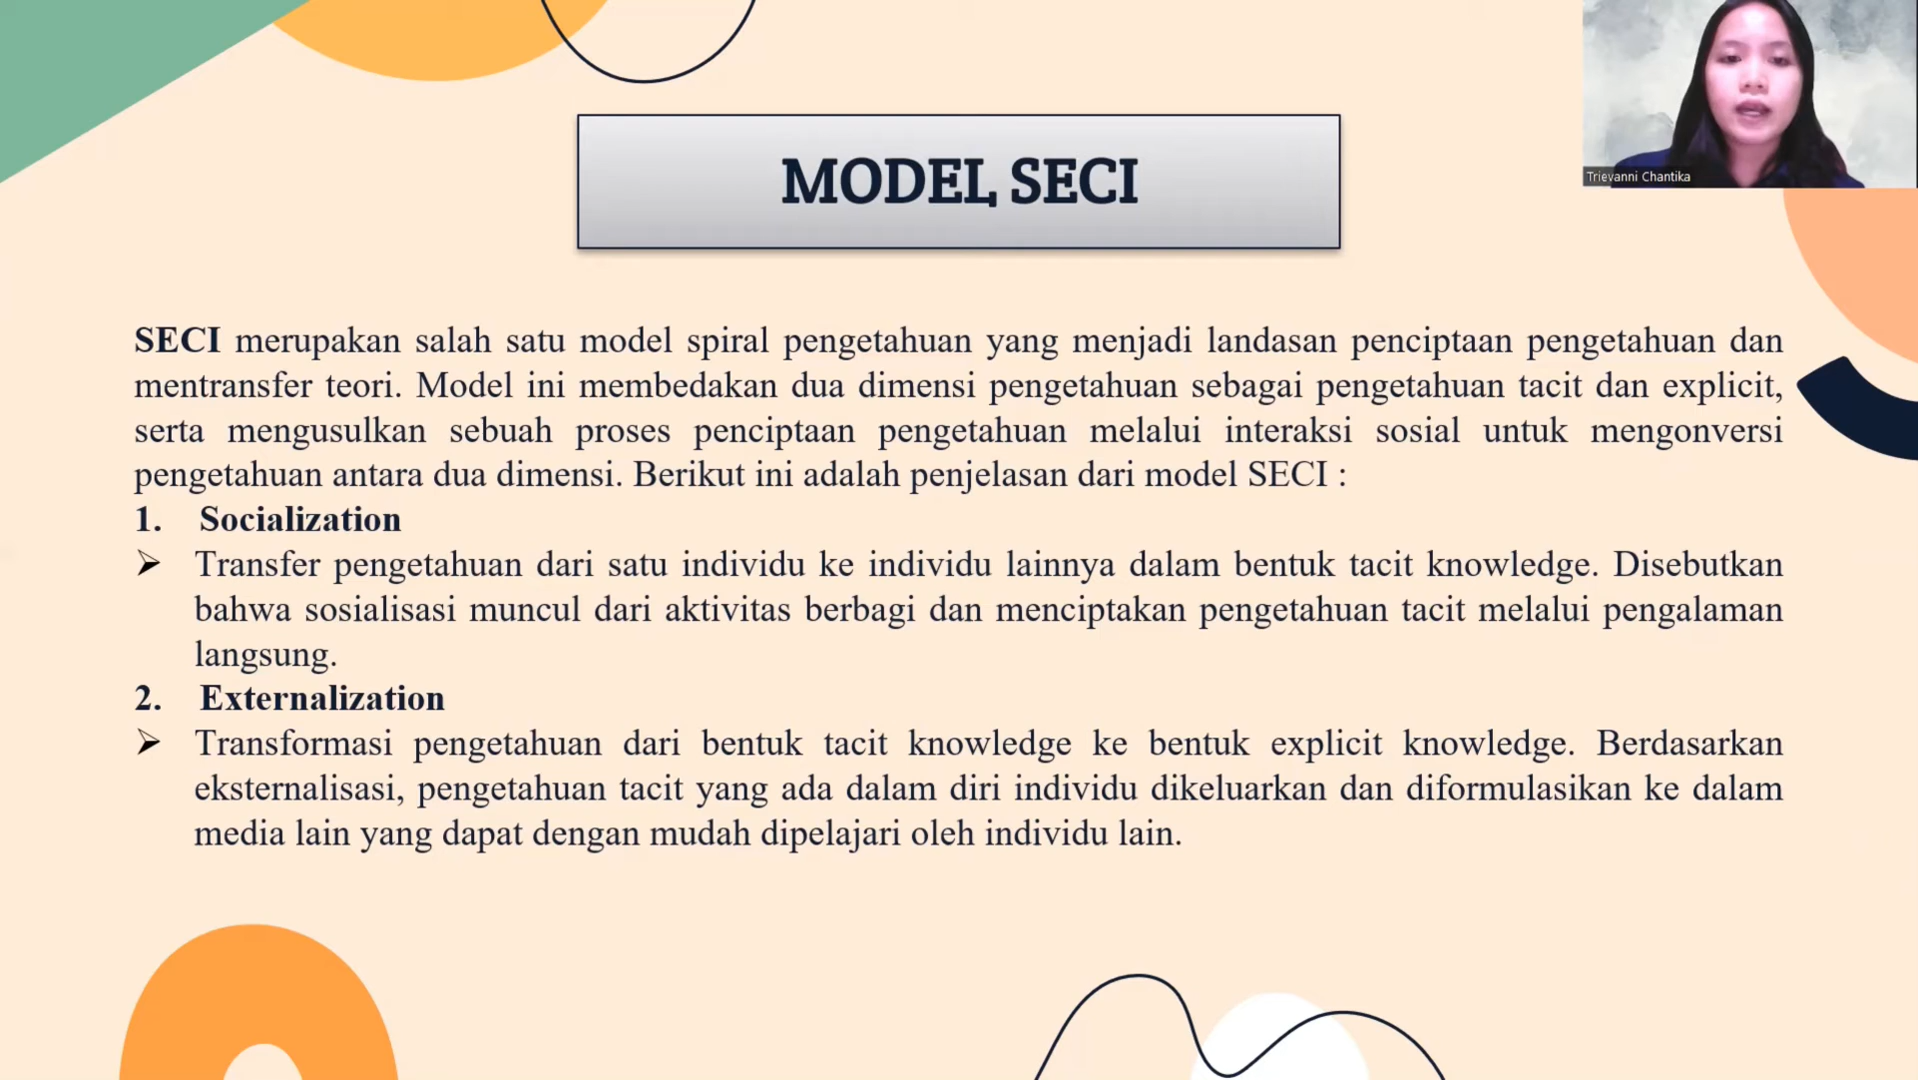 MODEL SECI
Trievanni Chantika
SECI merupakan salah satu model spiral pengetahuan yang menjadi landasan penciptaan pengetahuan dan
mentransfer teori. Model ini membedakan dua dimensi pengetahuan sebagai pengetahuan tacit dan explicit,
serta mengusulkan sebuah proses penciptaan pengetahuan melalui interaksi sosial untuk mengonversi
pengetahuan antara dua dimensi. Berikut ini adalah penjelasan dari model SECI :
1. Socialization
➢ Transfer pengetahuan dari satu individu ke individu lainnya dalam bentuk tacit knowledge. Disebutkan
bahwa sosialisasi muncul dari aktivitas berbagi dan menciptakan pengetahuan tacit melalui pengalaman
langsung.
2. Externalization
➢ Transformasi pengetahuan dari bentuk tacit knowledge ke bentuk explicit knowledge. Berdasarkan
eksternalisasi, pengetahuan tacit yang ada dalam diri individu dikeluarkan dan diformulasikan ke dalam
media lain yang dapat dengan mudah dipelajari oleh individu lain.